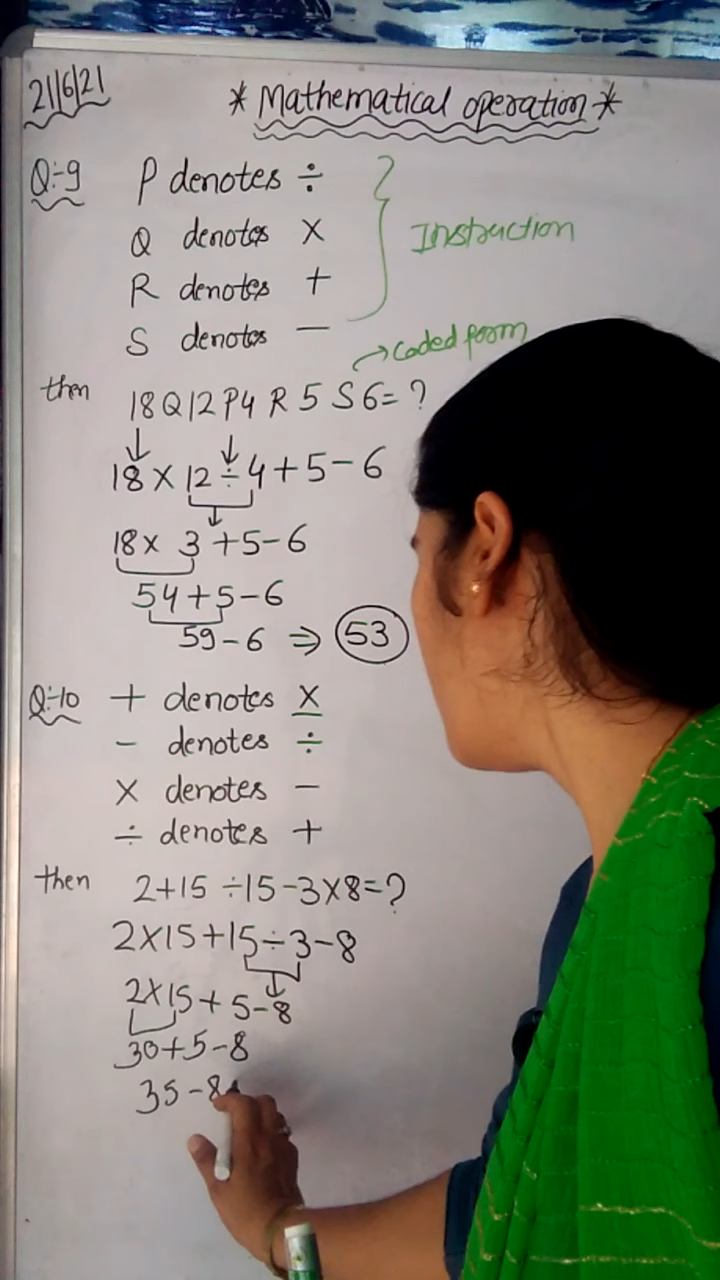 21/6/21
* Mathematical operation *
Q:-9 P denotes ÷
Q denotes ×
R denotes +
S denotes −
Instruction
coded form
then 18 Q 12 P 4 R 5 S 6 = ?
18 × 12 ÷ 4 + 5 − 6
18 × 3 + 5 − 6
54 + 5 − 6
59 − 6 ⇒ 53
Q:-10 + denotes ×
− denotes ÷
× denotes −
÷ denotes +
then 2 + 15 ÷ 15 − 3 × 8 = ?
2 × 15 + 15 ÷ 3 − 8
2 × 15 + 5 − 8
30 + 5 − 8
35 − 8